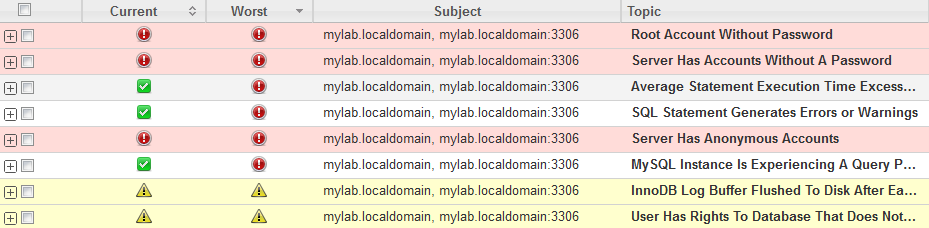 Current Worst Subject Topic
mylab.localdomain, mylab.localdomain:3306 Root Account Without Password
mylab.localdomain, mylab.localdomain:3306 Server Has Accounts Without A Password
mylab.localdomain, mylab.localdomain:3306 Average Statement Execution Time Excess...
mylab.localdomain, mylab.localdomain:3306 SQL Statement Generates Errors or Warnings
mylab.localdomain, mylab.localdomain:3306 Server Has Anonymous Accounts
mylab.localdomain, mylab.localdomain:3306 MySQL Instance Is Experiencing A Query P...
mylab.localdomain, mylab.localdomain:3306 InnoDB Log Buffer Flushed To Disk After Ea...
mylab.localdomain, mylab.localdomain:3306 User Has Rights To Database That Does Not...